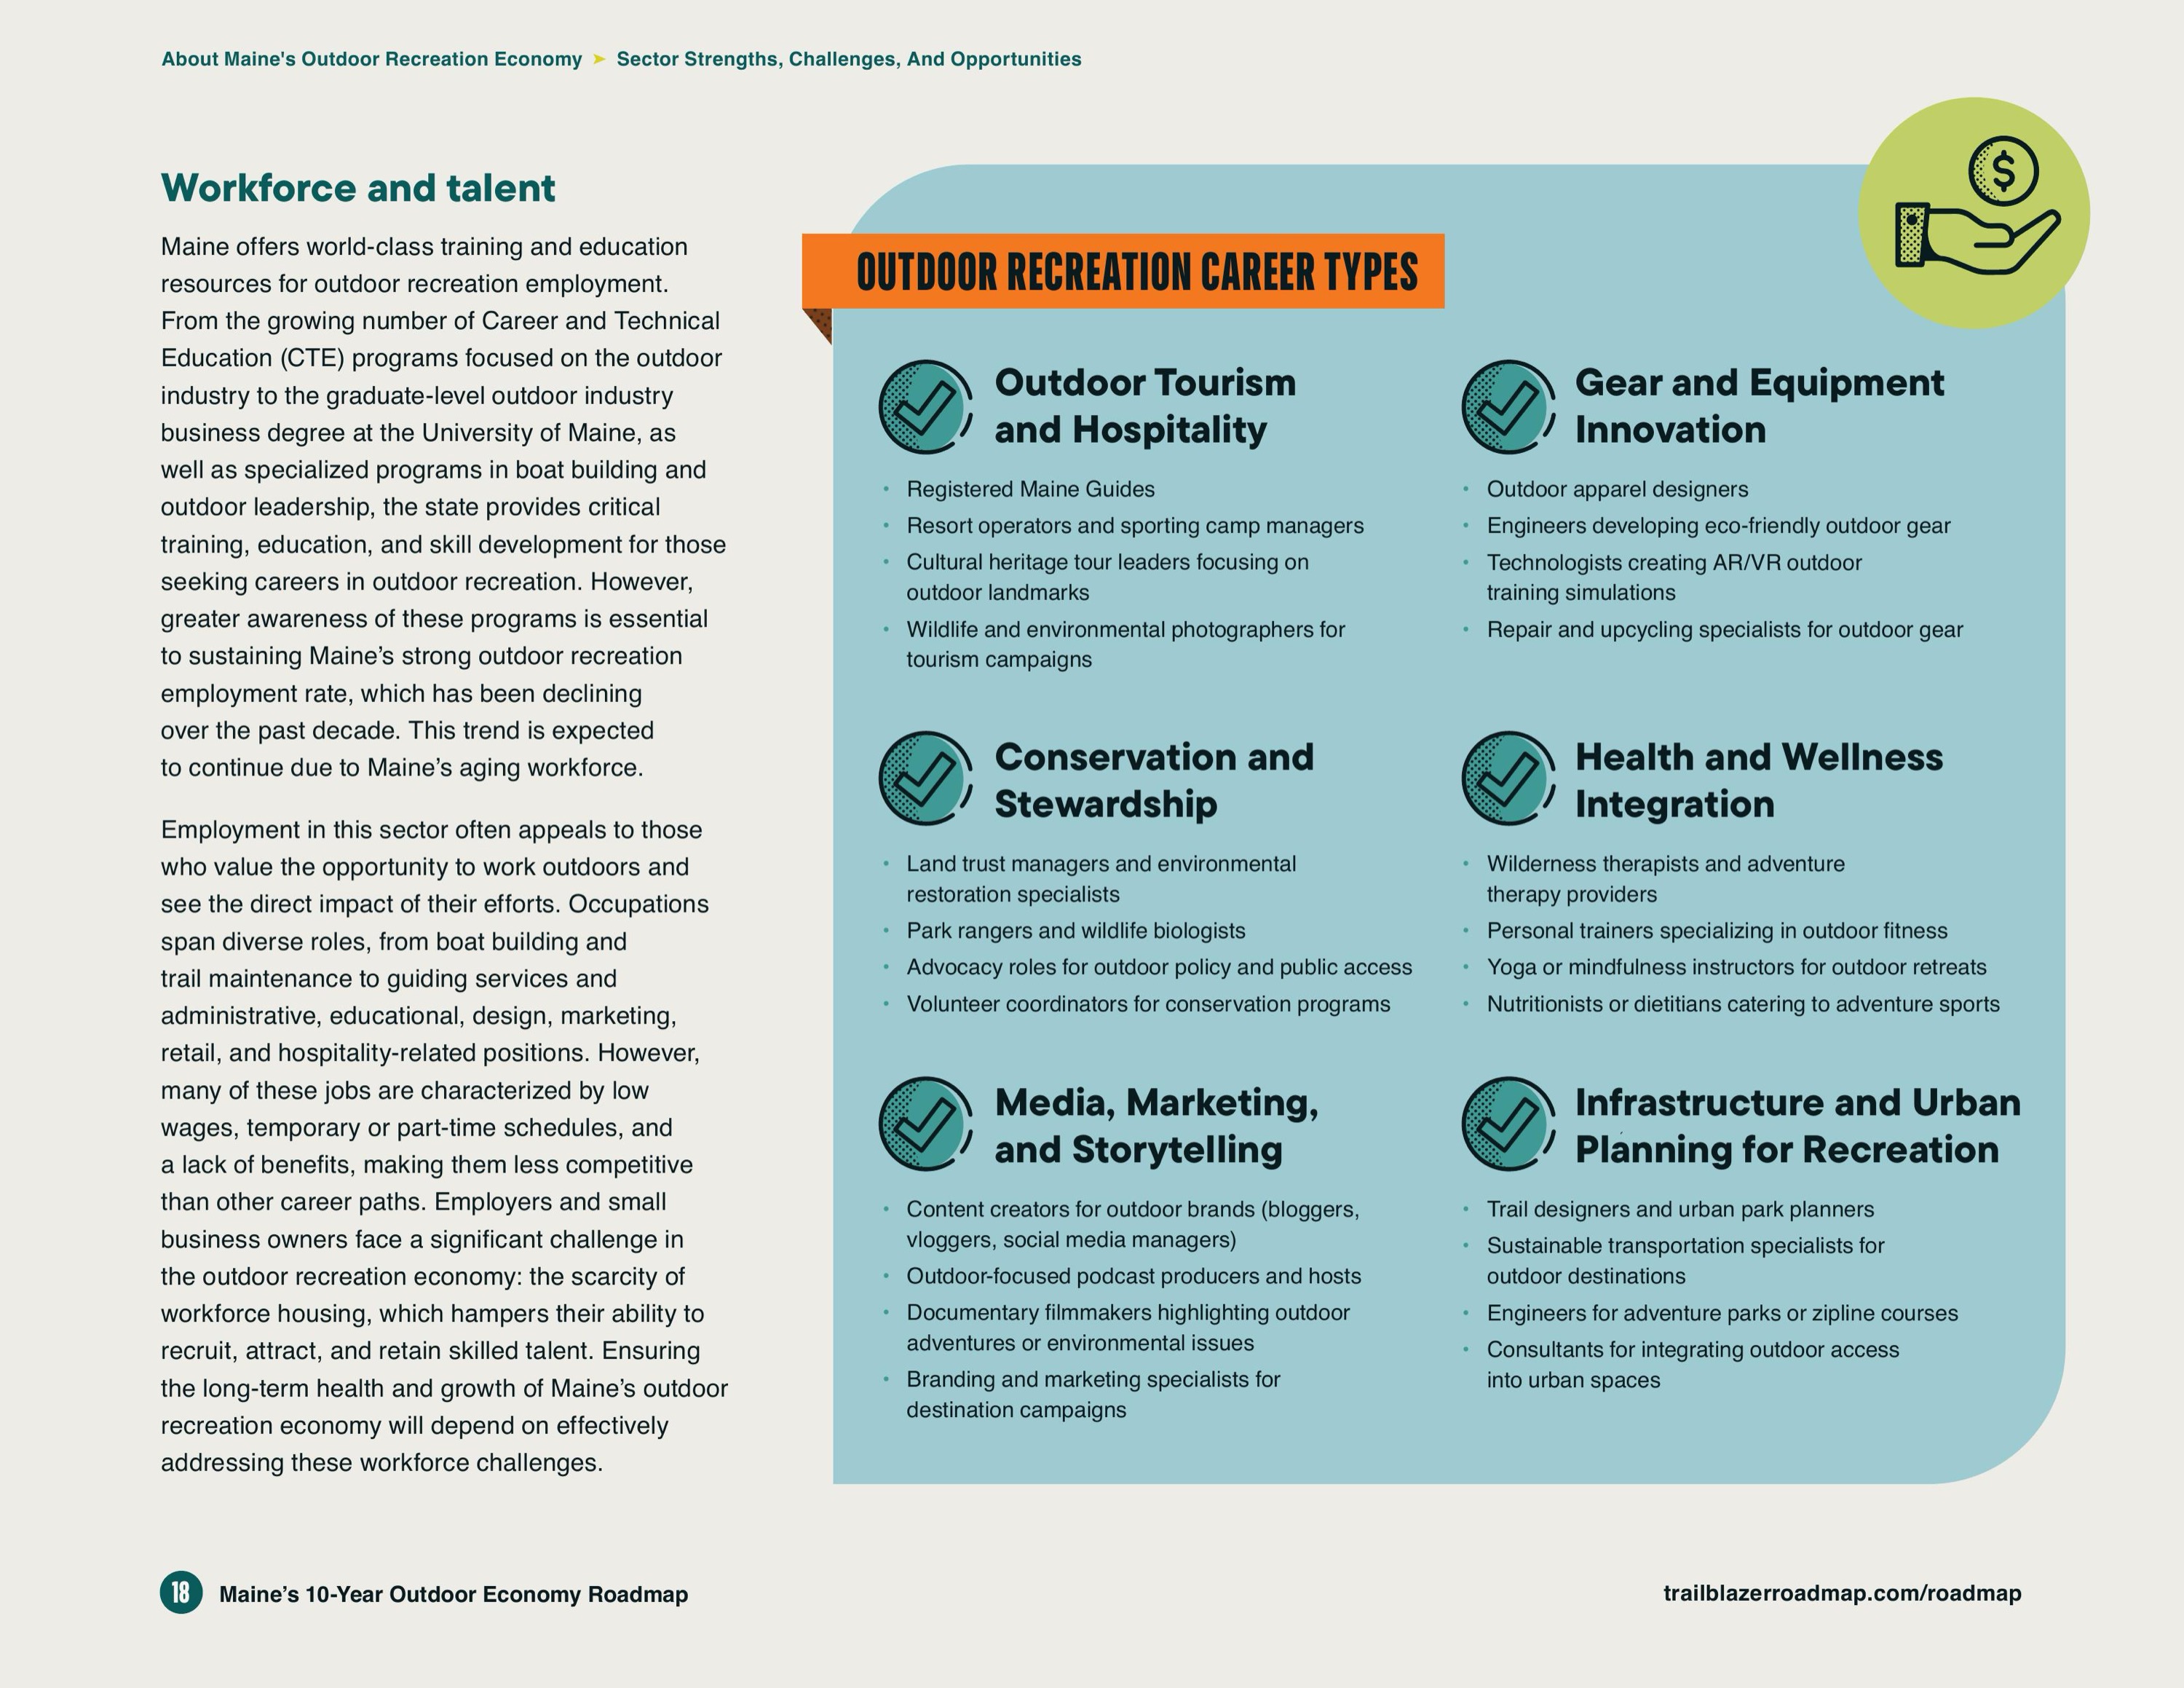 About Maine's Outdoor Recreation Economy ➤ Sector Strengths, Challenges, And Opportunities
Workforce and talent
Maine offers world-class training and education
resources for outdoor recreation employment.
From the growing number of Career and Technical
Education (CTE) programs focused on the outdoor
industry to the graduate-level outdoor industry
business degree at the University of Maine, as
well as specialized programs in boat building and
outdoor leadership, the state provides critical
training, education, and skill development for those
seeking careers in outdoor recreation. However,
greater awareness of these programs is essential
to sustaining Maine’s strong outdoor recreation
employment rate, which has been declining
over the past decade. This trend is expected
to continue due to Maine’s aging workforce.
Employment in this sector often appeals to those
who value the opportunity to work outdoors and
see the direct impact of their efforts. Occupations
span diverse roles, from boat building and
trail maintenance to guiding services and
administrative, educational, design, marketing,
retail, and hospitality-related positions. However,
many of these jobs are characterized by low
wages, temporary or part-time schedules, and
a lack of benefits, making them less competitive
than other career paths. Employers and small
business owners face a significant challenge in
the outdoor recreation economy: the scarcity of
workforce housing, which hampers their ability to
recruit, attract, and retain skilled talent. Ensuring
the long-term health and growth of Maine’s outdoor
recreation economy will depend on effectively
addressing these workforce challenges.
$
OUTDOOR RECREATION CAREER TYPES
Outdoor Tourism
and Hospitality
• Registered Maine Guides
• Resort operators and sporting camp managers
• Cultural heritage tour leaders focusing on
outdoor landmarks
• Wildlife and environmental photographers for
tourism campaigns
Gear and Equipment
Innovation
• Outdoor apparel designers
• Engineers developing eco-friendly outdoor gear
• Technologists creating AR/VR outdoor
training simulations
• Repair and upcycling specialists for outdoor gear
Conservation and
Stewardship
• Land trust managers and environmental
restoration specialists
• Park rangers and wildlife biologists
• Advocacy roles for outdoor policy and public access
• Volunteer coordinators for conservation programs
Health and Wellness
Integration
• Wilderness therapists and adventure
therapy providers
• Personal trainers specializing in outdoor fitness
• Yoga or mindfulness instructors for outdoor retreats
• Nutritionists or dietitians catering to adventure sports
Media, Marketing,
and Storytelling
• Content creators for outdoor brands (bloggers,
vloggers, social media managers)
• Outdoor-focused podcast producers and hosts
• Documentary filmmakers highlighting outdoor
adventures or environmental issues
• Branding and marketing specialists for
destination campaigns
Infrastructure and Urban
Planning for Recreation
• Trail designers and urban park planners
• Sustainable transportation specialists for
outdoor destinations
• Engineers for adventure parks or zipline courses
• Consultants for integrating outdoor access
into urban spaces
18 Maine’s 10-Year Outdoor Economy Roadmap
trailblazerroadmap.com/roadmap